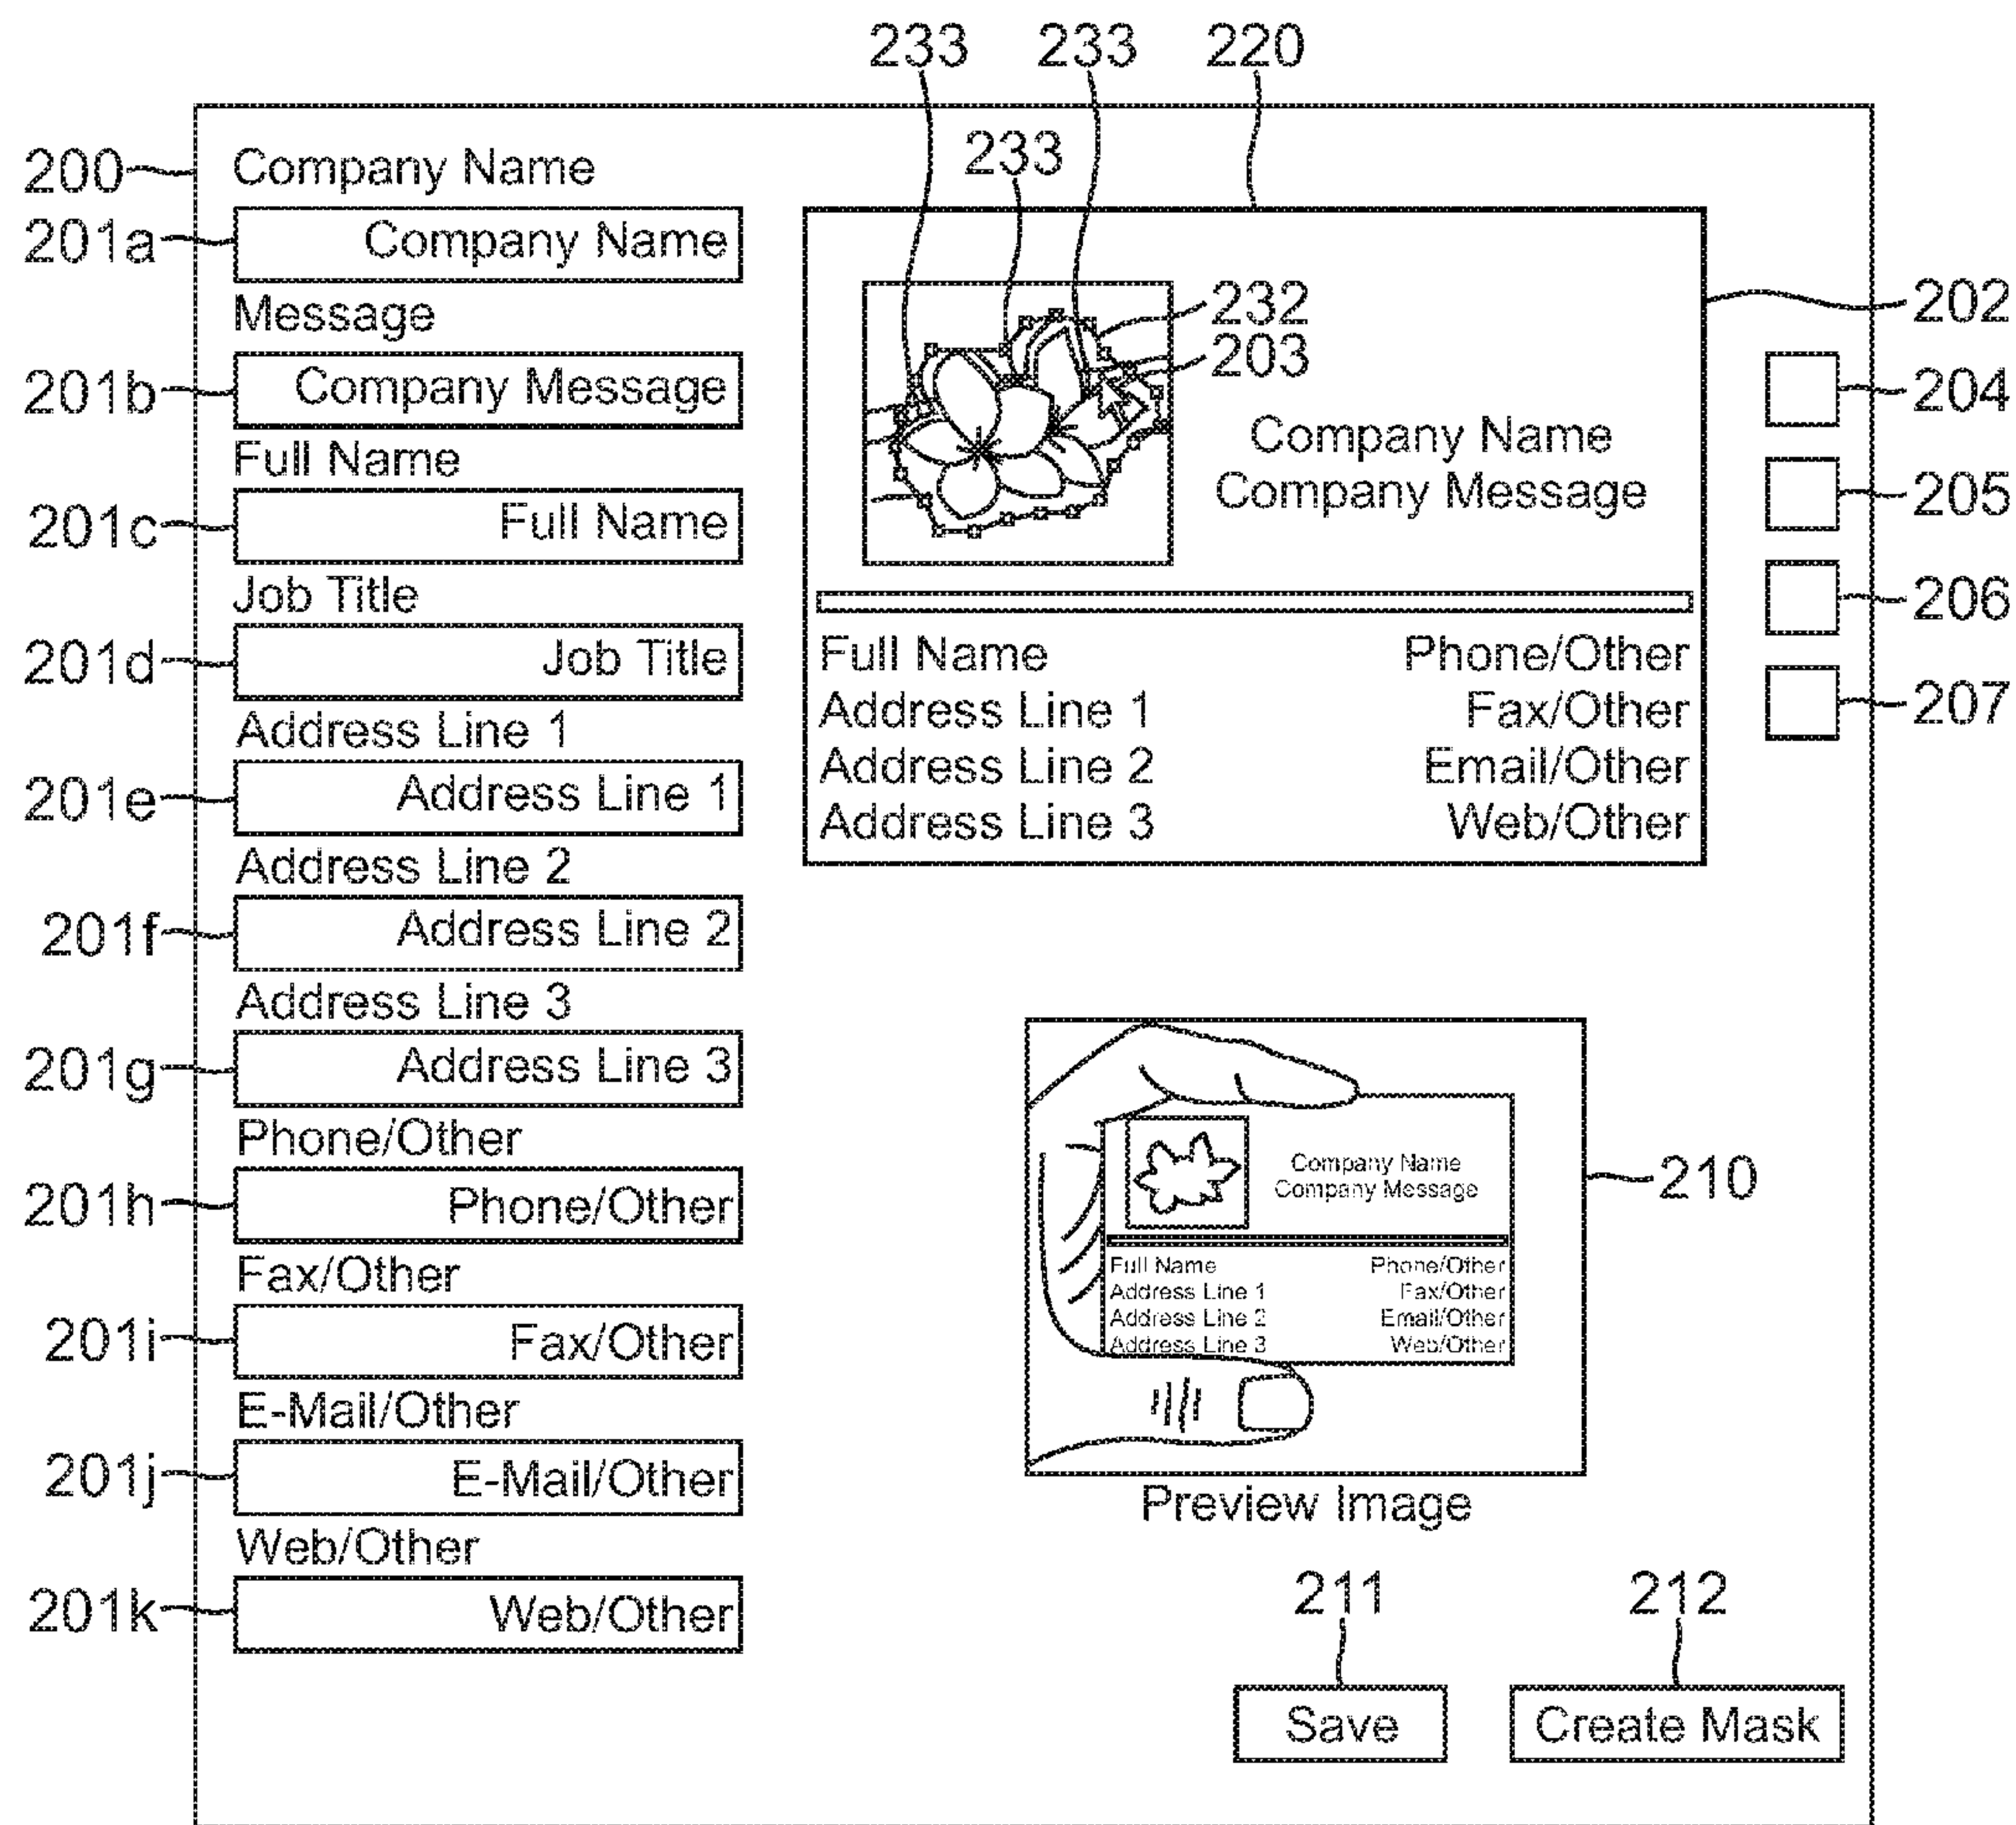 233 233 220
200 Company Name 233
201a Company Name
Message
201b Company Message
Full Name
201c Full Name
Job Title
201d Job Title
Address Line 1
201e Address Line 1
Address Line 2
201f Address Line 2
Address Line 3
201g Address Line 3
Phone/Other
201h Phone/Other
Fax/Other
201i Fax/Other
E-Mail/Other
201j E-Mail/Other
Web/Other
201k Web/Other
232
203
Company Name
Company Message
Full Name Phone/Other
Address Line 1 Fax/Other
Address Line 2 Email/Other
Address Line 3 Web/Other
202
204
205
206
207
Company Name
Company Message
Full Name Phone/Other
Address Line 1 Fax/Other
Address Line 2 Email/Other
Address Line 3 Web/Other
210
Preview Image
211 212
Save Create Mask